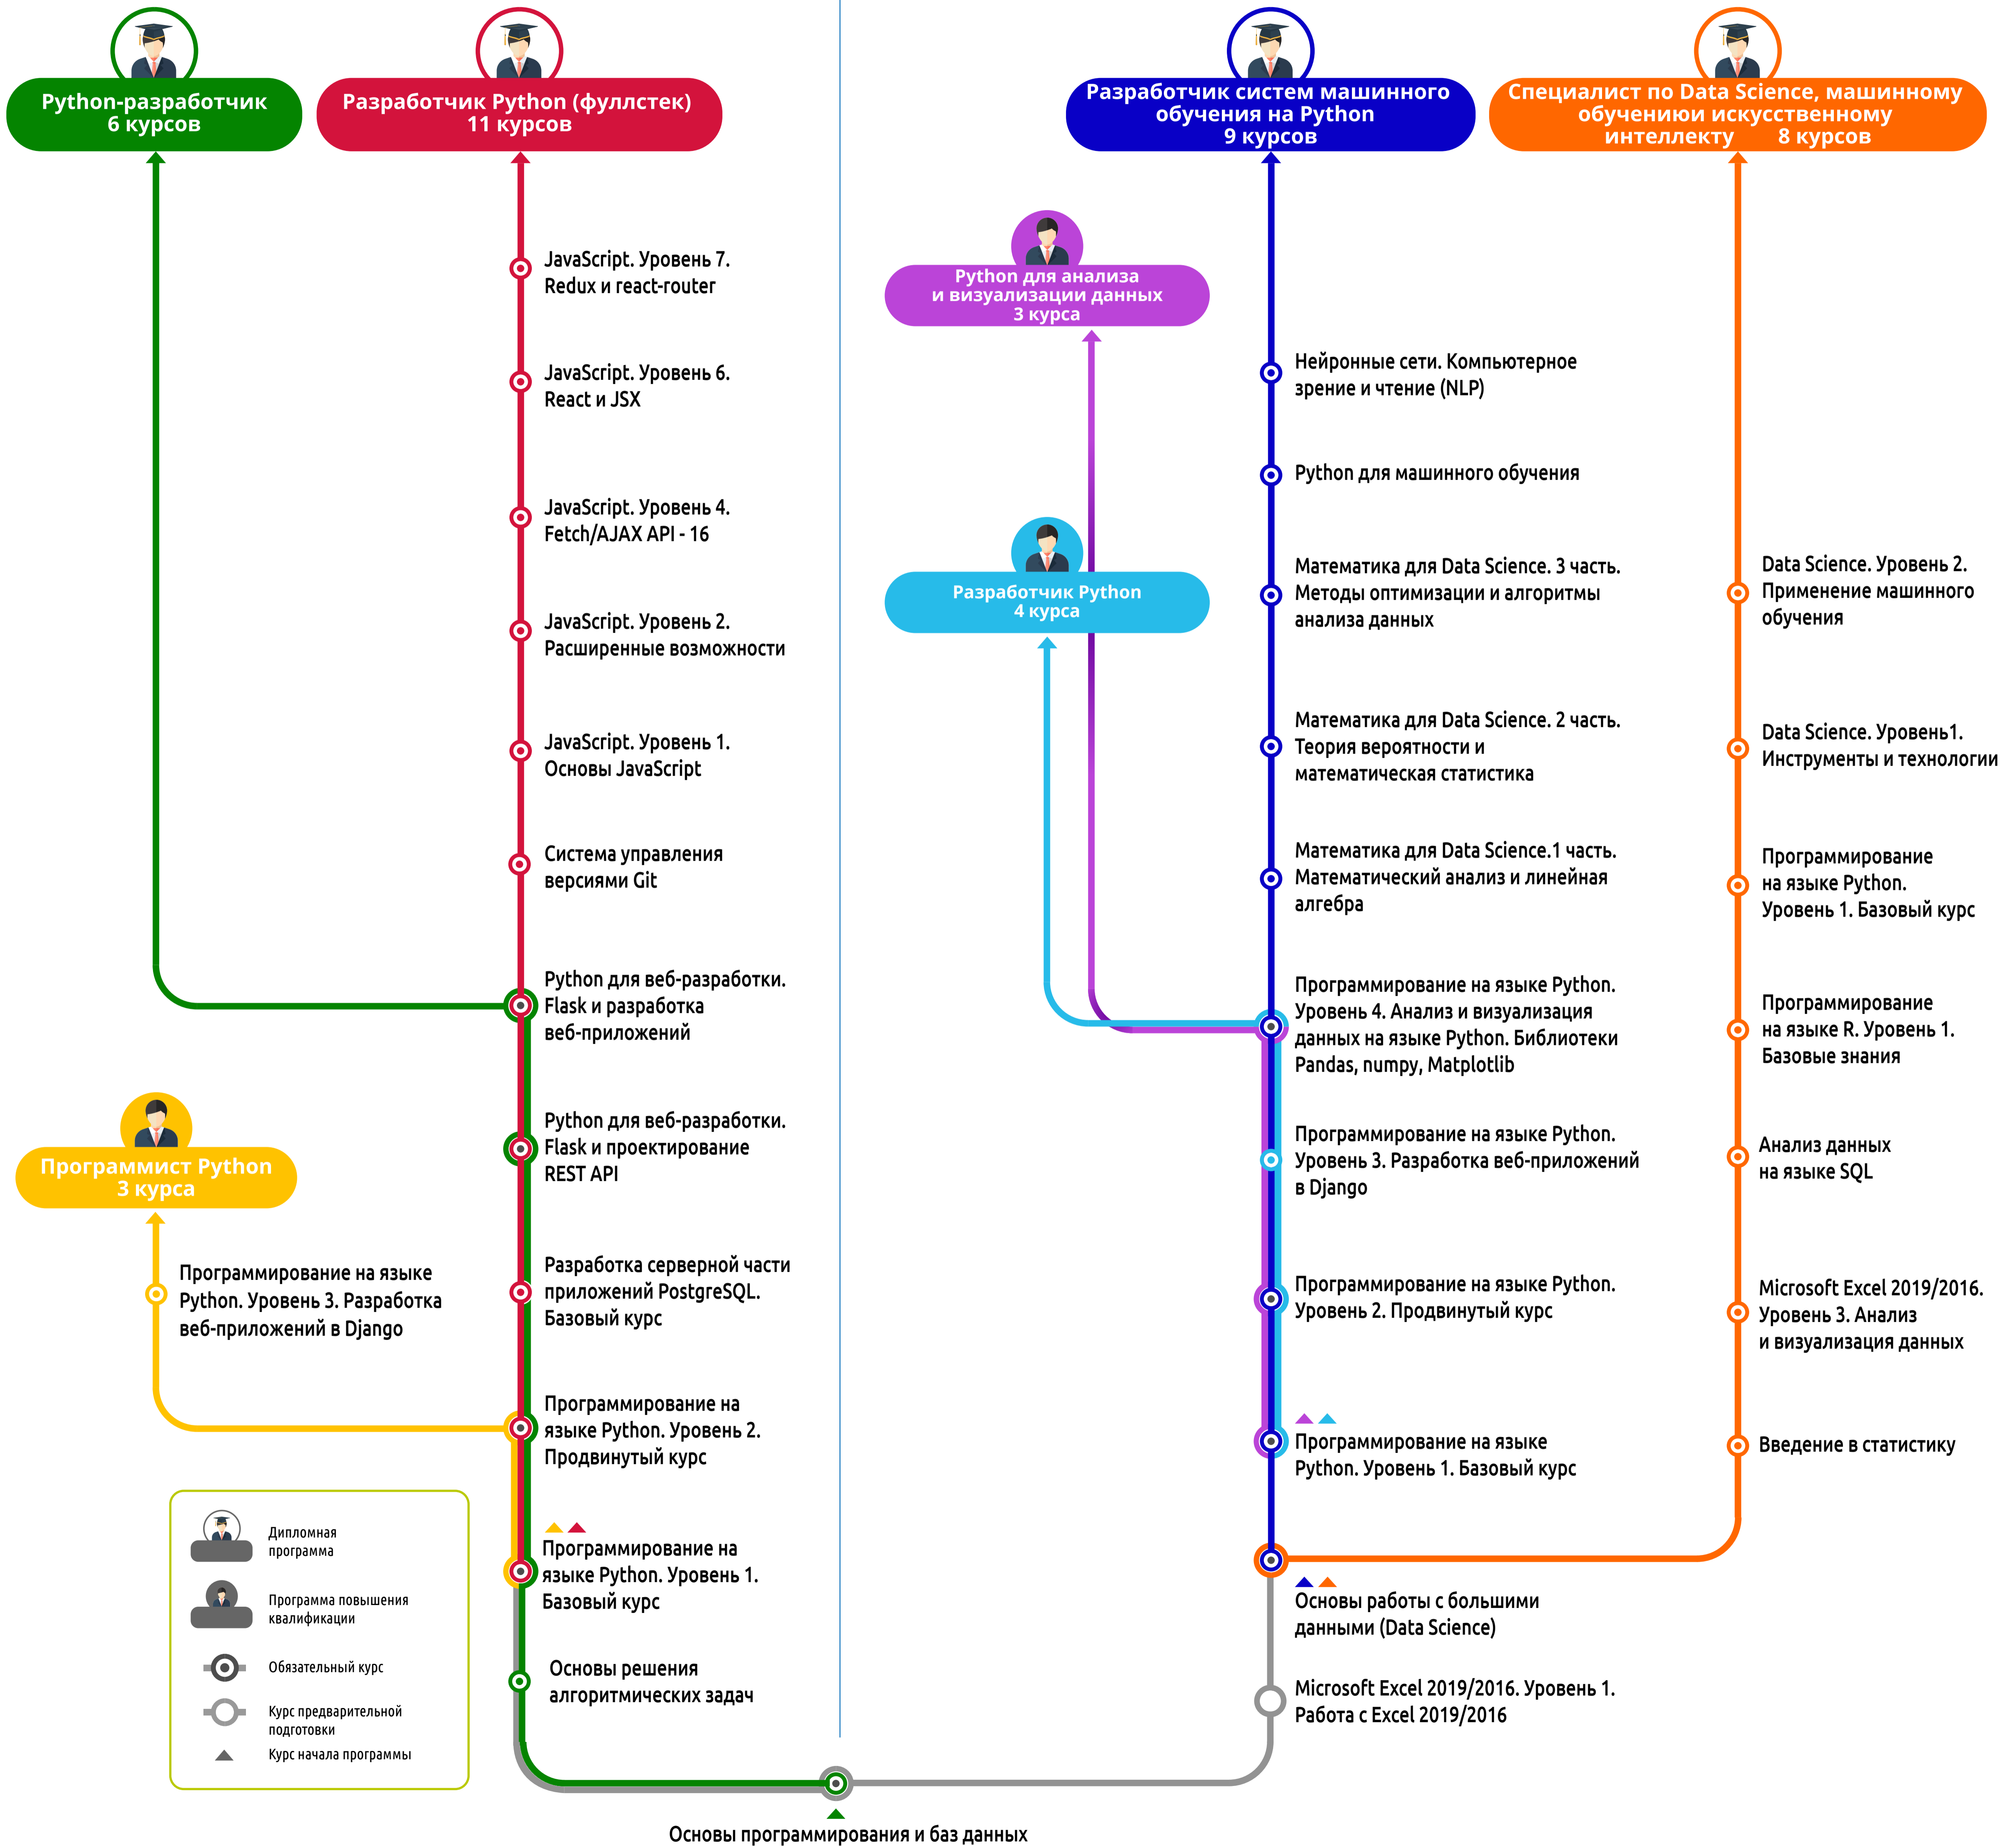 Python-разработчик
6 курсов
Разработчик Python (фуллстек)
11 курсов
JavaScript. Уровень 7.
Redux и react-router
JavaScript. Уровень 6.
React и JSX
JavaScript. Уровень 4.
Fetch/AJAX API - 16
JavaScript. Уровень 2.
Расширенные возможности
JavaScript. Уровень 1.
Основы JavaScript
Система управления
версиями Git
Python для веб-разработки.
Flask и разработка
веб-приложений
Python для веб-разработки.
Flask и проектирование
REST API
Программист Python
3 курса
Программирование на языке
Python. Уровень 3. Разработка
веб-приложений в Django
Разработка серверной части
приложений PostgreSQL.
Базовый курс
Программирование на
языке Python. Уровень 2.
Продвинутый курс
Программирование на
языке Python. Уровень 1.
Базовый курс
Основы решения
алгоритмических задач
Дипломная
программа
Программа повышения
квалификации
Обязательный курс
Курс предварительной
подготовки
Курс начала программы
Основы программирования и баз данных
Разработчик систем машинного
обучения на Python
9 курсов
Python для анализа
и визуализации данных
3 курса
Разработчик Python
4 курса
Нейронные сети. Компьютерное
зрение и чтение (NLP)
Python для машинного обучения
Математика для Data Science. 3 часть.
Методы оптимизации и алгоритмы
анализа данных
Математика для Data Science. 2 часть.
Теория вероятности и
математическая статистика
Математика для Data Science.1 часть.
Математический анализ и линейная
алгебра
Программирование на языке Python.
Уровень 4. Анализ и визуализация
данных на языке Python. Библиотеки
Pandas, numpy, Matplotlib
Программирование на языке Python.
Уровень 3. Разработка веб-приложений
в Django
Программирование на языке Python.
Уровень 2. Продвинутый курс
Программирование на языке
Python. Уровень 1. Базовый курс
Основы работы с большими
данными (Data Science)
Microsoft Excel 2019/2016. Уровень 1.
Работа с Excel 2019/2016
Специалист по Data Science, машинному
обучениюи искусственному
интеллекту 8 курсов
Data Science. Уровень 2.
Применение машинного
обучения
Data Science. Уровень1.
Инструменты и технологии
Программирование
на языке Python.
Уровень 1. Базовый курс
Программирование
на языке R. Уровень 1.
Базовые знания
Анализ данных
на языке SQL
Microsoft Excel 2019/2016.
Уровень 3. Анализ
и визуализация данных
Введение в статистику